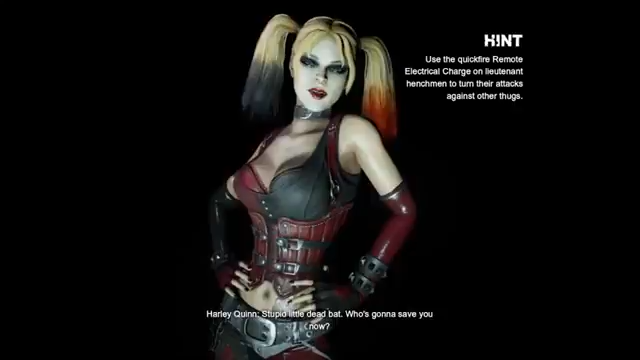 H!NT
Use the quickfire Remote
Electrical Charge on lieutenant
henchmen to turn their attacks
against other thugs.
Harley Quinn: Stupid little dead bat. Who's gonna save you
now?